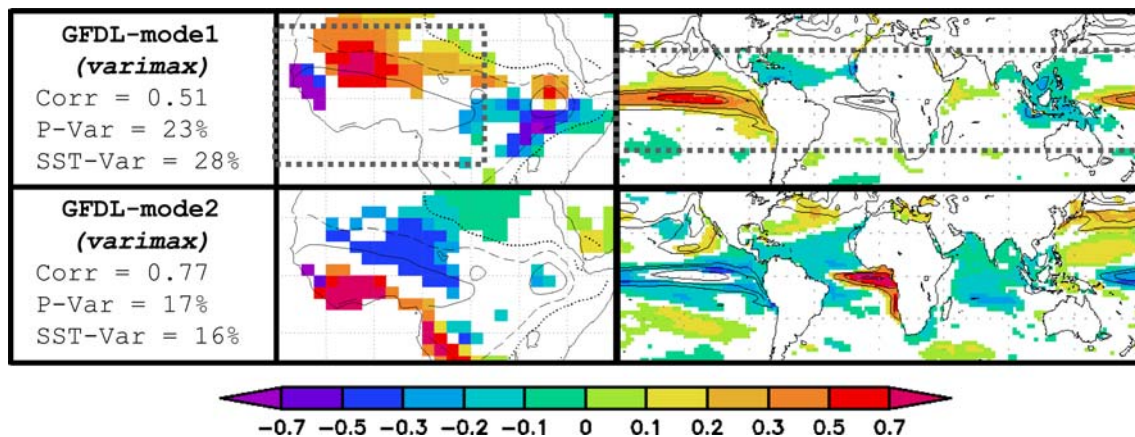 GFDL-mode1
(varimax)
Corr = 0.51
P-Var = 23%
SST-Var = 28%
GFDL-mode2
(varimax)
Corr = 0.77
P-Var = 17%
SST-Var = 16%
−0.7 −0.5 −0.3 −0.2 −0.1 0 0.1 0.2 0.3 0.5 0.7